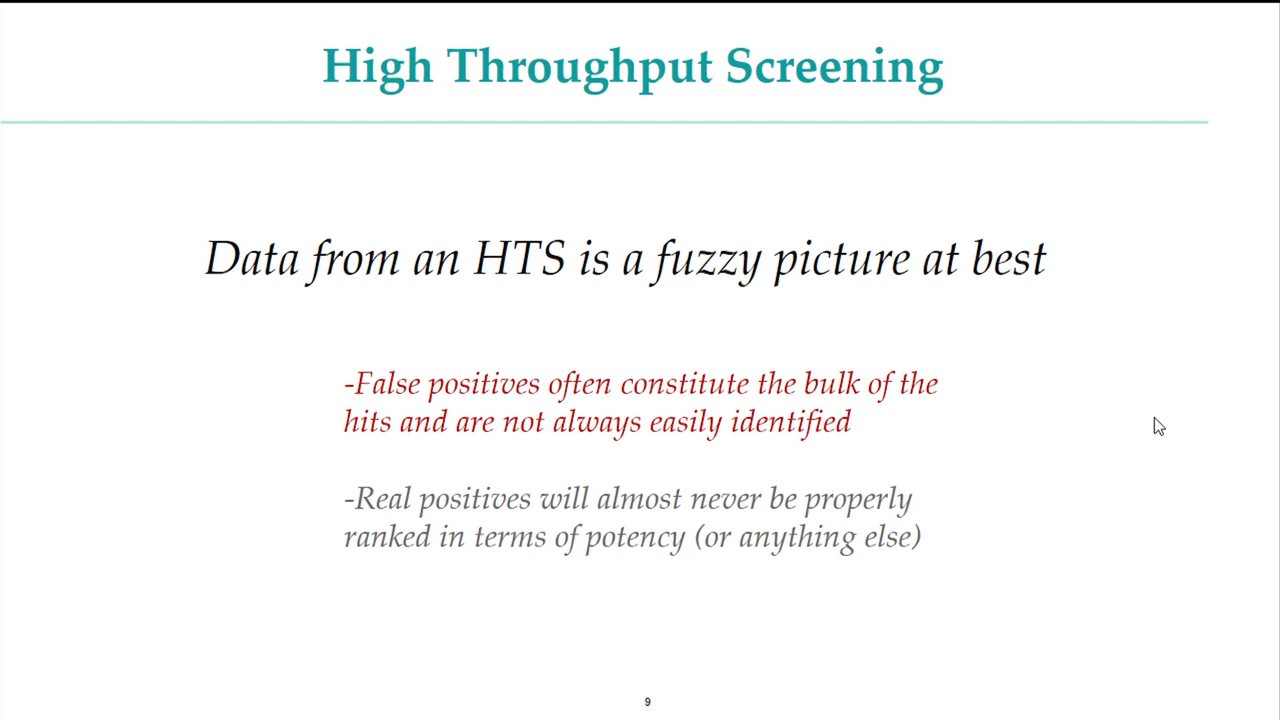 High Throughput Screening
Data from an HTS is a fuzzy picture at best
-False positives often constitute the bulk of the
hits and are not always easily identified
-Real positives will almost never be properly
ranked in terms of potency (or anything else)
9